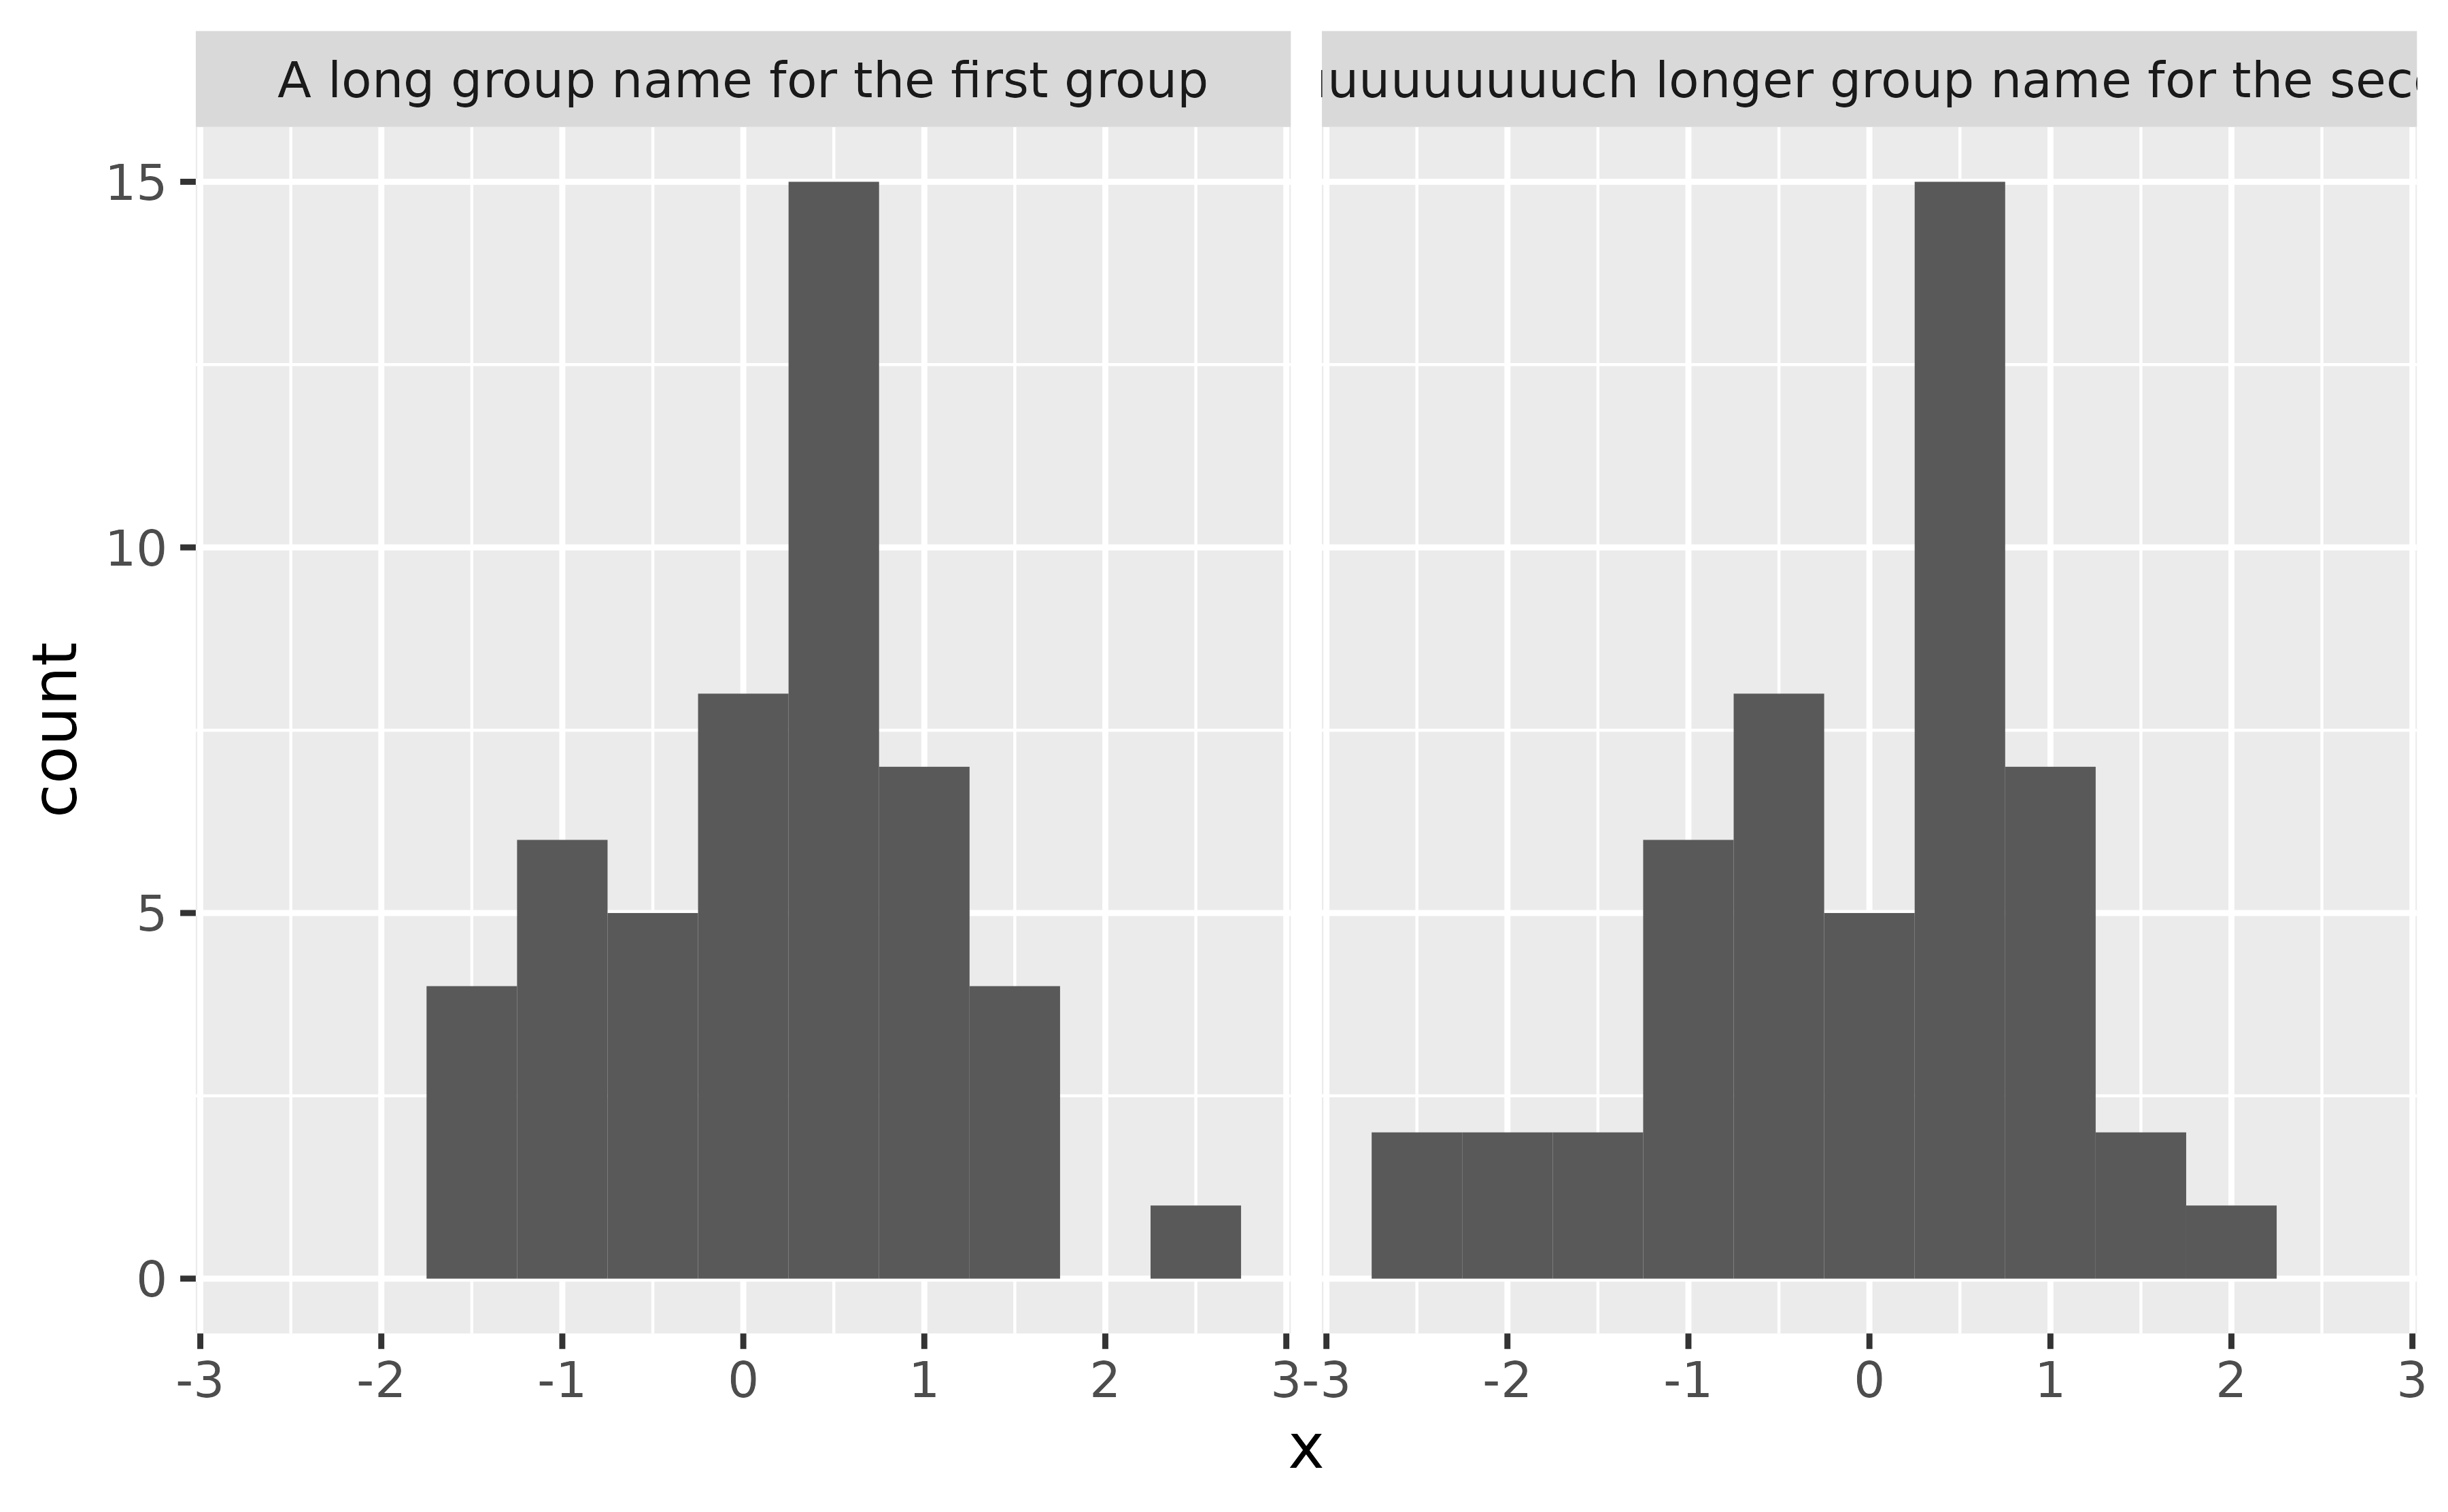 A long group name for the first group
uuuuuuuuuch longer group name for the sec
15
10
5
0
count
-3 -2 -1 0 1 2 3
-3 -2 -1 0 1 2 3
x